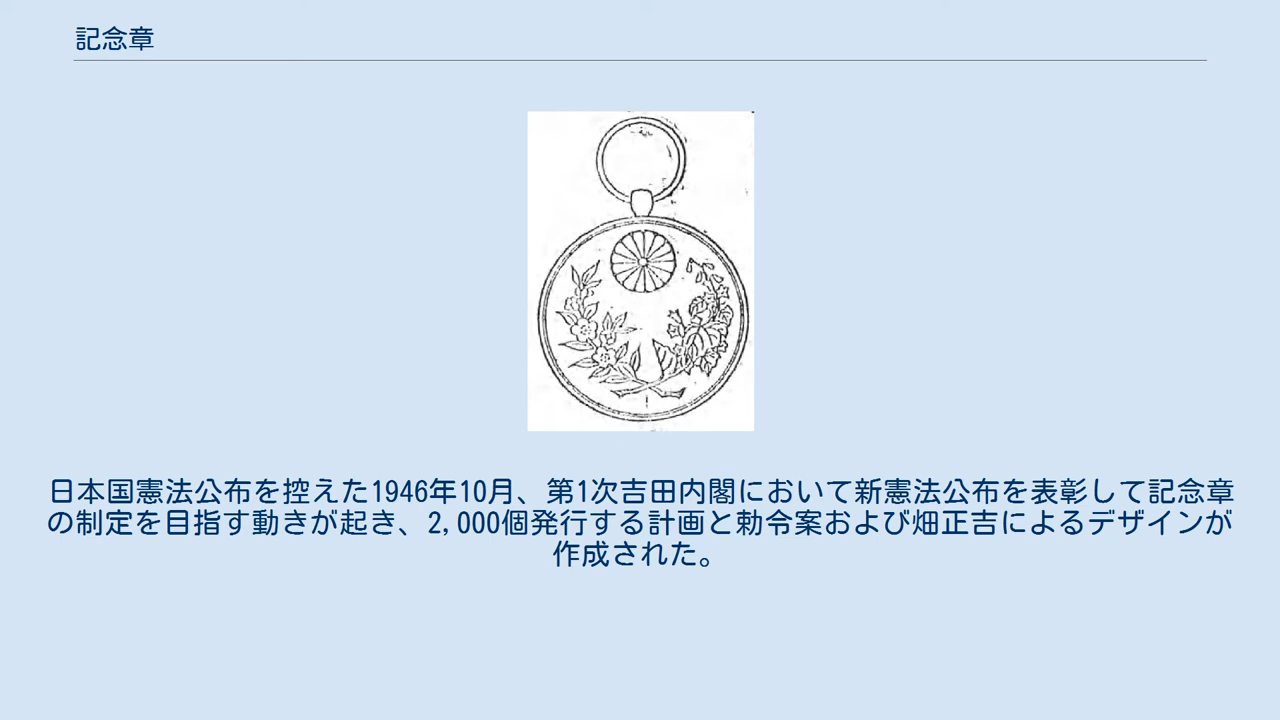 記念章
日本国憲法公布を控えた1946年10月、第1次吉田内閣において新憲法公布を表彰して記念章
の制定を目指す動きが起き、2,000個発行する計画と勅令案および畑正吉によるデザインが
作成された。